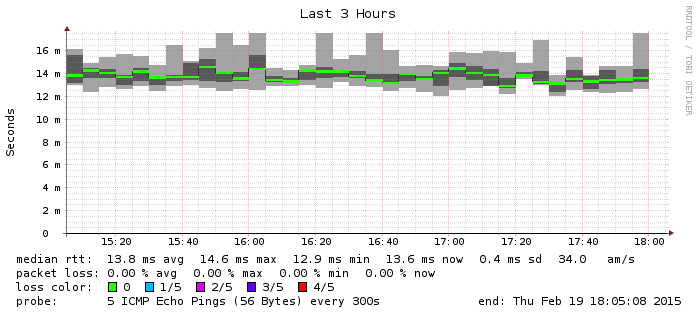 Last 3 Hours
RRDTOOL / TOBI OETIKER
Seconds
16 m
14 m
12 m
10 m
8 m
6 m
4 m
2 m
0
15:20 15:40 16:00 16:20 16:40 17:00 17:20 17:40 18:00
median rtt: 13.8 ms avg 14.6 ms max 12.9 ms min 13.6 ms now 0.4 ms sd 34.0 am/s
packet loss: 0.00 % avg 0.00 % max 0.00 % min 0.00 % now
loss color: 0 1/5 2/5 3/5 4/5
probe: 5 ICMP Echo Pings (56 Bytes) every 300s end: Thu Feb 19 18:05:08 2015